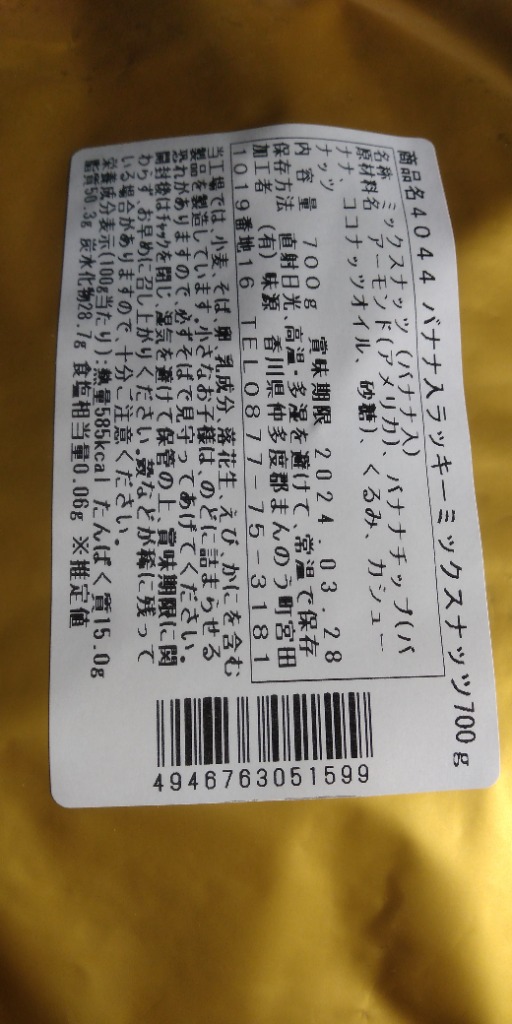 商品名4044 バナナ入ラッキーミックスナッツ700g
名称 ミックスナッツ(バナナ入)
原材料名 アーモンド(アメリカ)、バナナチップ(バ
ナナ、ココナッツオイル、砂糖)、くるみ、カシュー
ナッツ
内容量 700g 賞味期限 2024.03.28
保存方法 直射日光、高温・多湿を避けて、常温で保存
加工者 (有)味源 香川県仲多度郡まんのう町宮田
1019番地16 TEL0877-75-3181
当工場では、小麦、そば、卵、乳成分、落花生、えび、かにを含む
製品を製造しています。小さなお子様は、のどに詰まらせる
恐れがありますので、必ずそばで見守ってあげてください。
開封後はチャックを閉じ、湿気を避けて保管の上、賞味期限に関
わらず、お早めに召し上がりください。殻などが稀に残って
いる場合がありますので、十分ご注意ください。
栄養成分表示(100g当たり):熱量585kcal たんぱく質15.0g
脂質50.3g 炭水化物28.7g 食塩相当量0.06g ※推定値
4946763051599